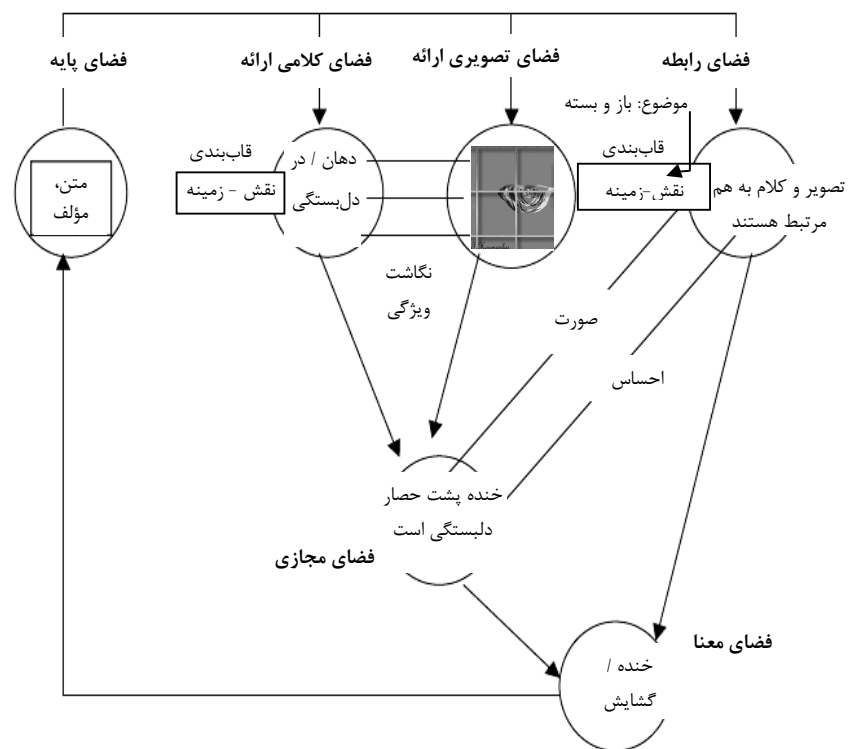 فضای رابطه
فضای تصویری ارائه
فضای کلامی ارائه
فضای پایه
موضوع: باز و بسته
قاب‌بندی
نقش-زمینه
تصویر و کلام به هم
مرتبط هستند
دهان / در
دل‌بستگی
قاب‌بندی
نقش - زمینه
متن،
مؤلف
نگاشت
ویژگی
صورت
احساس
خنده پشت حصار
دلبستگی است
فضای مجازی
فضای معنا
خنده /
گشایش